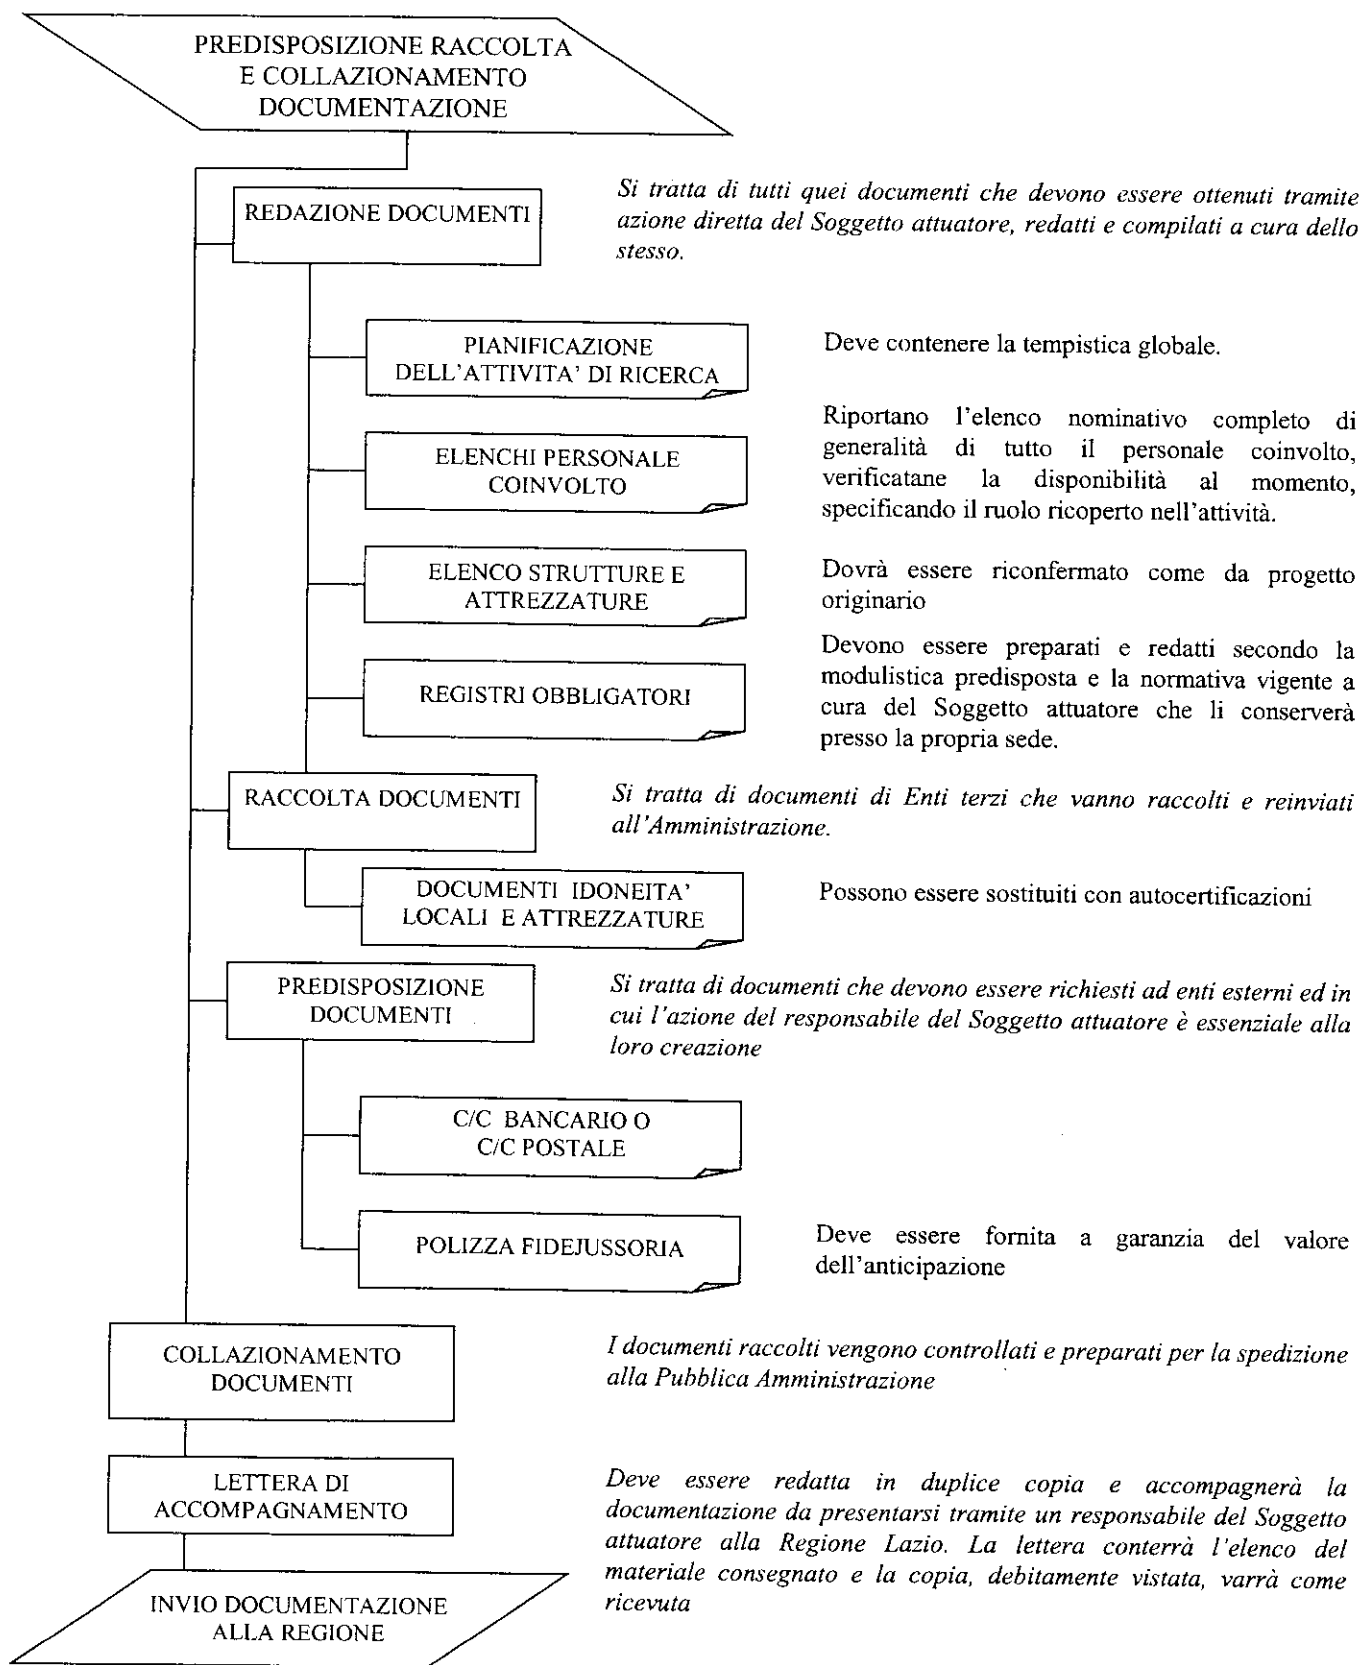 PREDISPOSIZIONE RACCOLTA
E COLLAZIONAMENTO
DOCUMENTAZIONE
REDAZIONE DOCUMENTI
Si tratta di tutti quei documenti che devono essere ottenuti tramite
azione diretta del Soggetto attuatore, redatti e compilati a cura dello
stesso.
PIANIFICAZIONE
DELL'ATTIVITA' DI RICERCA
Deve contenere la tempistica globale.
ELENCHI PERSONALE
COINVOLTO
Riportano l'elenco nominativo completo di
generalità di tutto il personale coinvolto,
verificatane la disponibilità al momento,
specificando il ruolo ricoperto nell'attività.
ELENCO STRUTTURE E
ATTREZZATURE
Dovrà essere riconfermato come da progetto
originario
REGISTRI OBBLIGATORI
Devono essere preparati e redatti secondo la
modulistica predisposta e la normativa vigente a
cura del Soggetto attuatore che li conserverà
presso la propria sede.
RACCOLTA DOCUMENTI
Si tratta di documenti di Enti terzi che vanno raccolti e reinviati
all'Amministrazione.
DOCUMENTI IDONEITA'
LOCALI E ATTREZZATURE
Possono essere sostituiti con autocertificazioni
PREDISPOSIZIONE
DOCUMENTI
Si tratta di documenti che devono essere richiesti ad enti esterni ed in
cui l'azione del responsabile del Soggetto attuatore è essenziale alla
loro creazione
C/C BANCARIO O
C/C POSTALE
POLIZZA FIDEJUSSORIA
Deve essere fornita a garanzia del valore
dell'anticipazione
COLLAZIONAMENTO
DOCUMENTI
I documenti raccolti vengono controllati e preparati per la spedizione
alla Pubblica Amministrazione
LETTERA DI
ACCOMPAGNAMENTO
Deve essere redatta in duplice copia e accompagnerà la
documentazione da presentarsi tramite un responsabile del Soggetto
attuatore alla Regione Lazio. La lettera conterrà l'elenco del
materiale consegnato e la copia, debitamente vistata, varrà come
ricevuta
INVIO DOCUMENTAZIONE
ALLA REGIONE